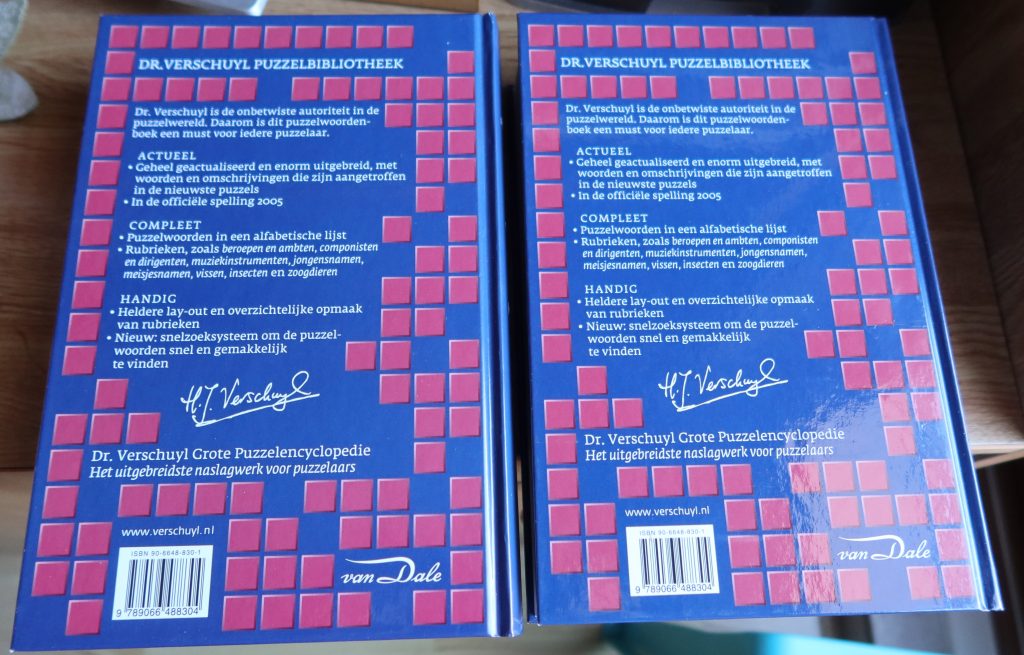 DR. VERSCHUYL PUZZELBIBLIOTHEEK
Dr. Verschuyl is de onbetwiste autoriteit in de
puzzelwereld. Daarom is dit puzzelwoorden-
boek een must voor iedere puzzelaar.
ACTUEEL
• Geheel geactualiseerd en enorm uitgebreid, met
woorden en omschrijvingen die zijn aangetroffen
in de nieuwste puzzels
• In de officiële spelling 2005
COMPLEET
• Puzzelwoorden in een alfabetische lijst
• Rubrieken, zoals beroepen en ambten, componisten
en dirigenten, muziekinstrumenten, jongensnamen,
meisjesnamen, vissen, insecten en zoogdieren
HANDIG
• Heldere lay-out en overzichtelijke opmaak
van rubrieken
• Nieuw: snelzoeksysteem om de puzzel-
woorden snel en gemakkelijk
te vinden
H.J. Verschuyl
Dr. Verschuyl Grote Puzzelencyclopedie
Het uitgebreidste naslagwerk voor puzzelaars
www.verschuyl.nl
ISBN 90-6648-830-1
9 789066 488304
van Dale
DR. VERSCHUYL PUZZELBIBLIOTHEEK
Dr. Verschuyl is de onbetwiste autoriteit in de
puzzelwereld. Daarom is dit puzzelwoorden-
boek een must voor iedere puzzelaar.
ACTUEEL
• Geheel geactualiseerd en enorm uitgebreid, met
woorden en omschrijvingen die zijn aangetroffen
in de nieuwste puzzels
• In de officiële spelling 2005
COMPLEET
• Puzzelwoorden in een alfabetische lijst
• Rubrieken, zoals beroepen en ambten, componisten
en dirigenten, muziekinstrumenten, jongensnamen,
meisjesnamen, vissen, insecten en zoogdieren
HANDIG
• Heldere lay-out en overzichtelijke opmaak
van rubrieken
• Nieuw: snelzoeksysteem om de puzzel-
woorden snel en gemakkelijk
te vinden
H.J. Verschuyl
Dr. Verschuyl Grote Puzzelencyclopedie
Het uitgebreidste naslagwerk voor puzzelaars
www.verschuyl.nl
ISBN 90-6648-830-1
9 789066 488304
van Dale